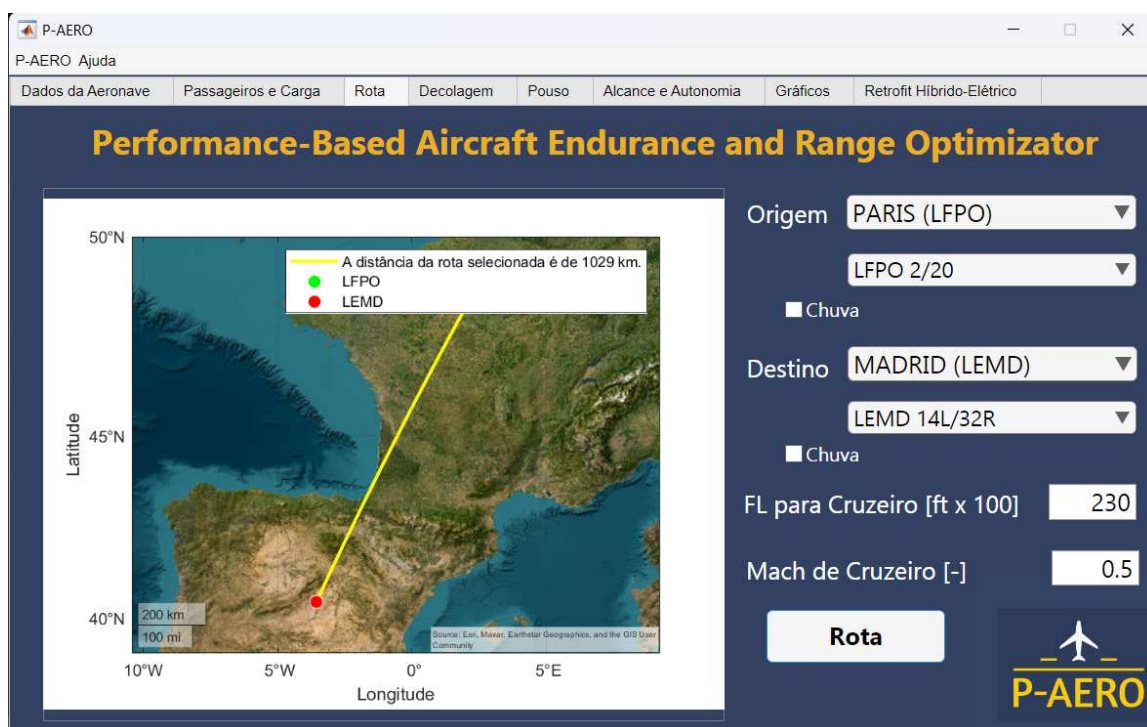 P-AERO
P-AERO Ajuda
Dados da Aeronave Passageiros e Carga Rota Decolagem Pouso Alcance e Autonomia Gráficos Retrofit Híbrido-Elétrico
Performance-Based Aircraft Endurance and Range Optimizator
50°N
45°N
40°N
Latitude
A distância da rota selecionada é de 1029 km.
LFPO
LEMD
200 km
100 mi
Source: Esri, Maxar, Earthstar Geographics, and the GIS User
Community
10°W 5°W 0° 5°E
Longitude
Origem PARIS (LFPO)
LFPO 2/20
Chuva
Destino MADRID (LEMD)
LEMD 14L/32R
Chuva
FL para Cruzeiro [ft x 100] 230
Mach de Cruzeiro [-] 0.5
Rota
P-AERO